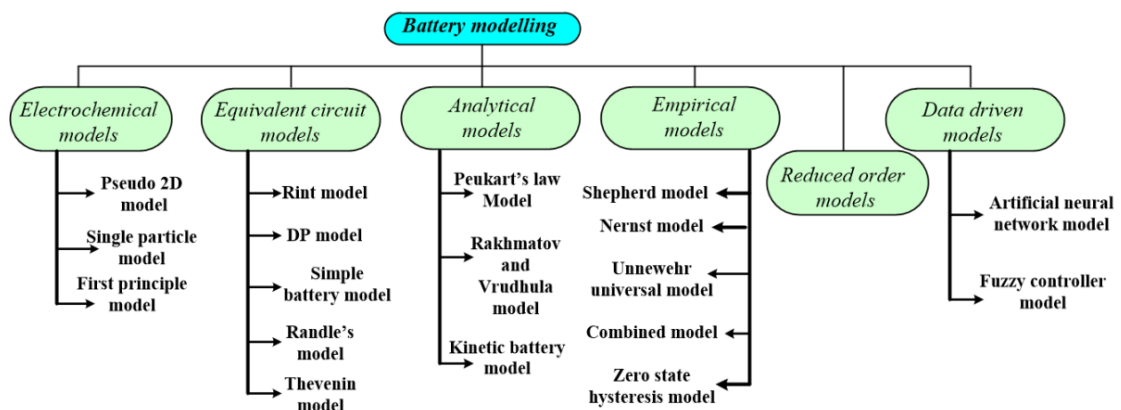 Battery modelling
Electrochemical
models
Pseudo 2D
model
Single particle
model
First principle
model
Equivalent circuit
models
Rint model
DP model
Simple
battery model
Randle's
model
Thevenin
model
Analytical
models
Peukart's law
Model
Rakhmatov
and
Vrudhula
model
Kinetic battery
model
Empirical
models
Shepherd model
Nernst model
Unnewehr
universal model
Combined model
Zero state
hysteresis model
Reduced order
models
Data driven
models
Artificial neural
network model
Fuzzy controller
model